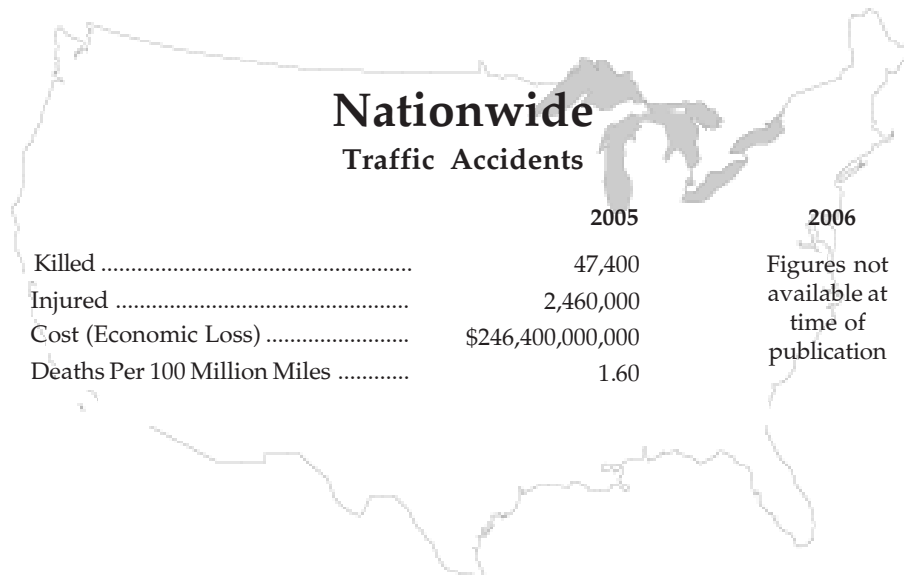 Nationwide
Traffic Accidents
2005 2006
Killed .................................................... 47,400
Injured ................................................. 2,460,000
Cost (Economic Loss) ........................ $246,400,000,000
Deaths Per 100 Million Miles ............ 1.60
Figures not
available at
time of
publication